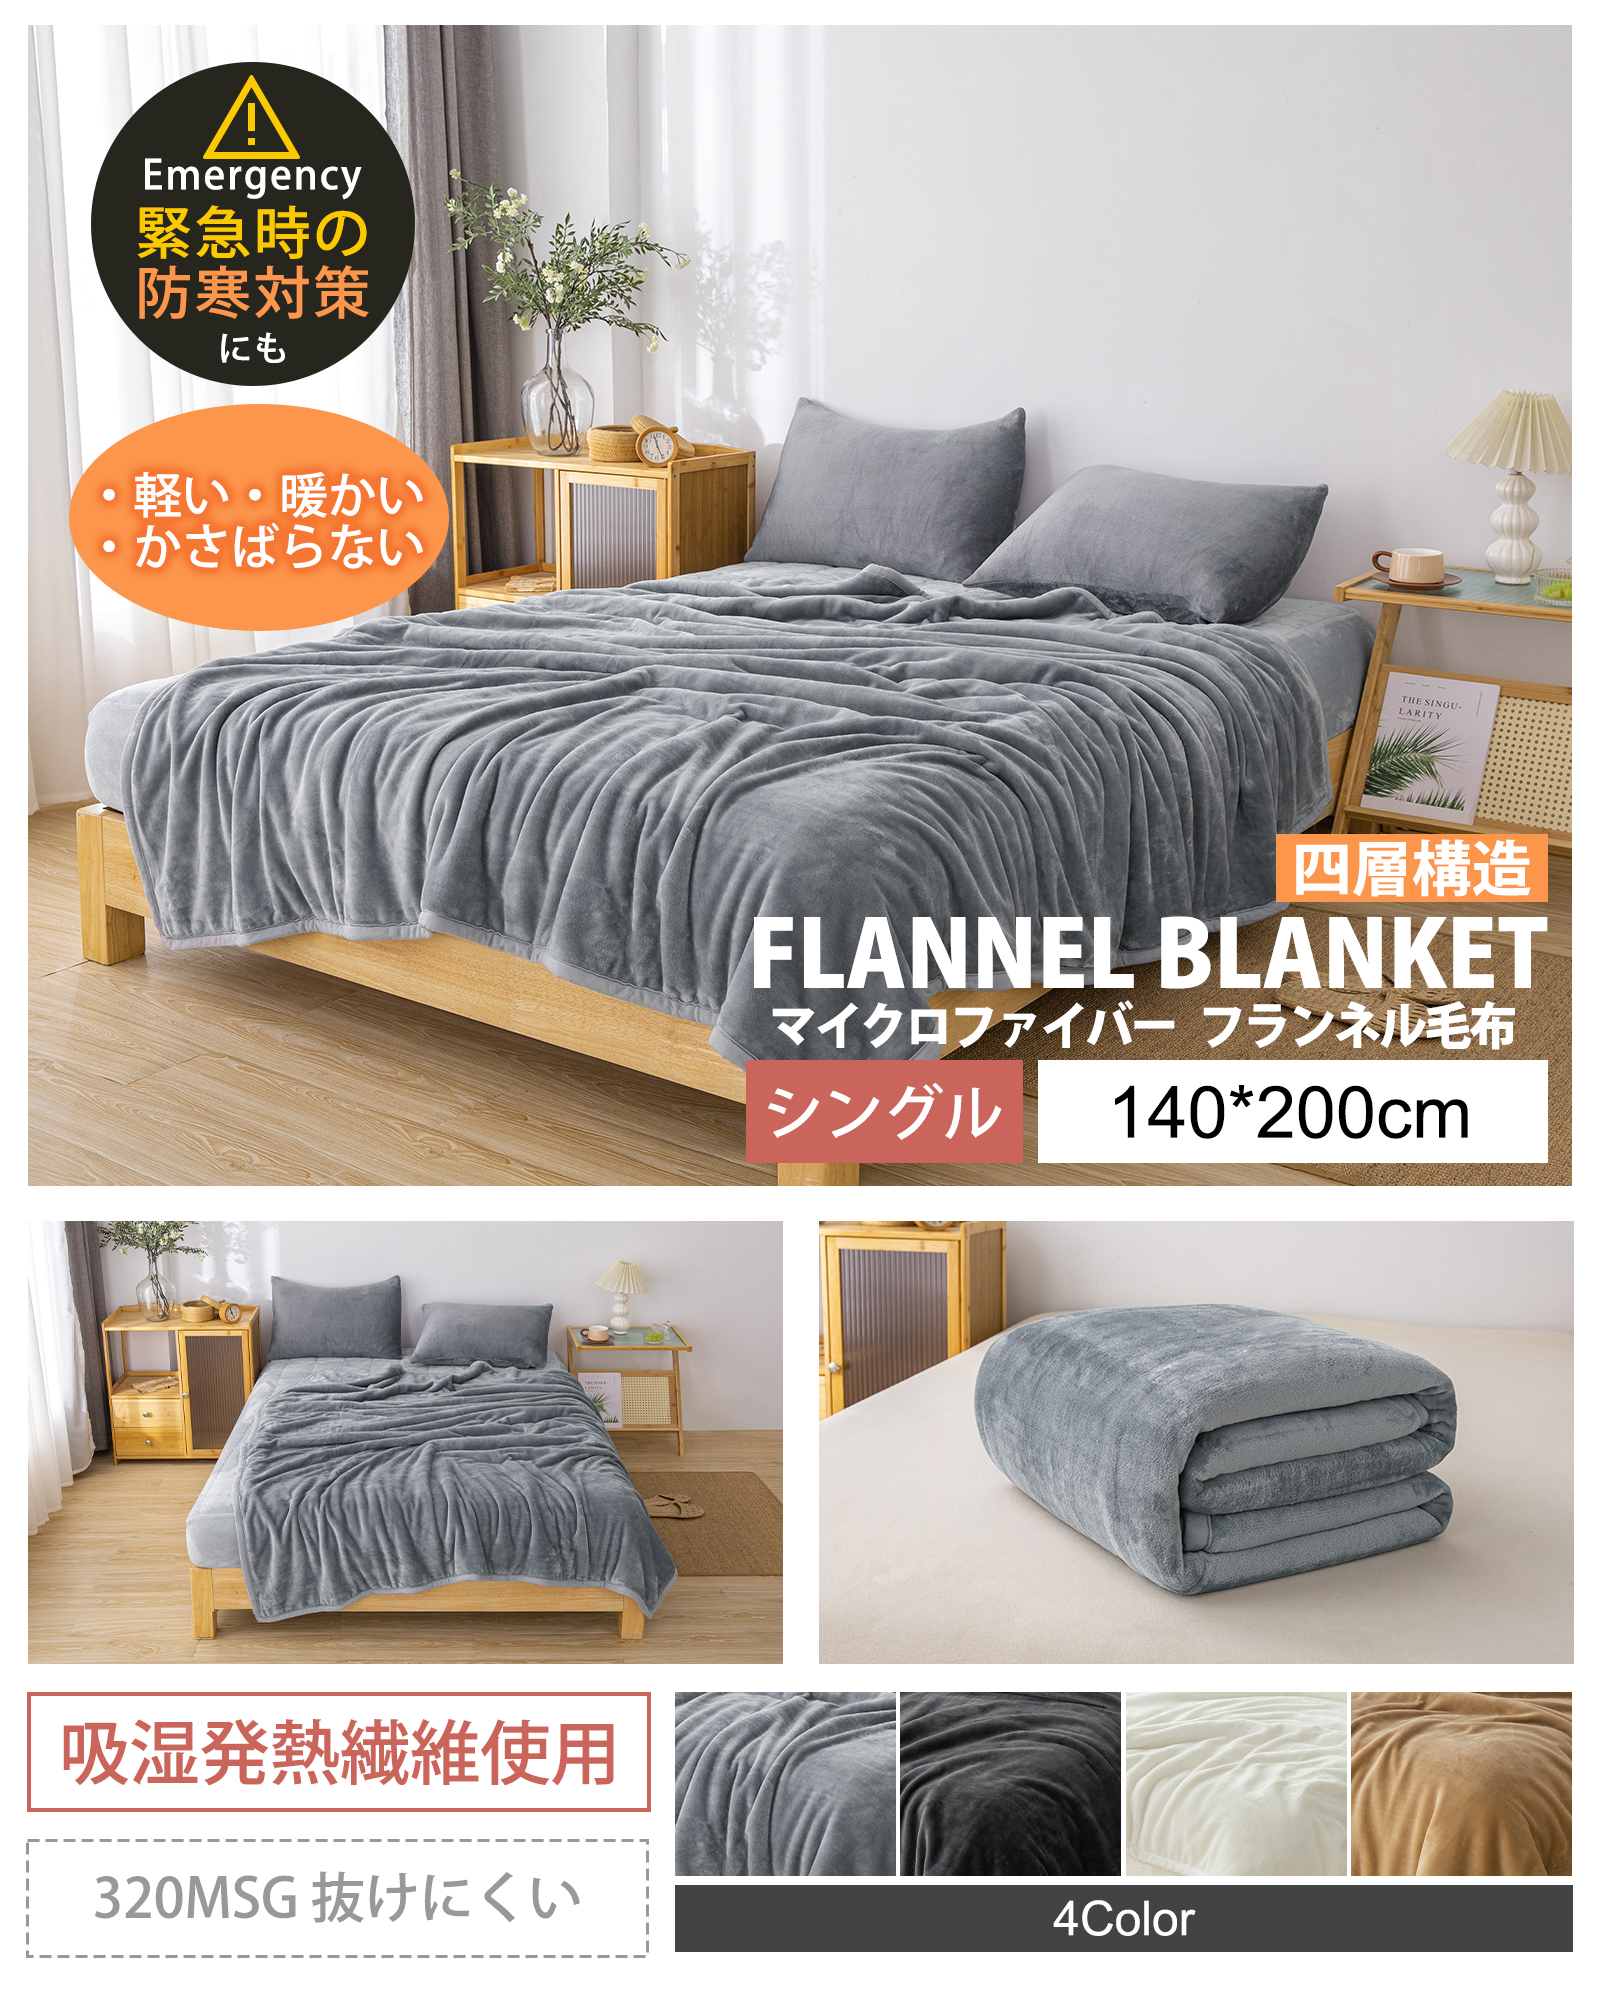 Emergency
緊急時の
防寒対策
にも
・軽い・暖かい
・かさばらない
THE SINGU-
LARITY
四層構造
FLANNEL BLANKET
マイクロファイバー フランネル毛布
シングル
140*200cm
吸湿発熱繊維使用
320MSG 抜けにくい
4Color